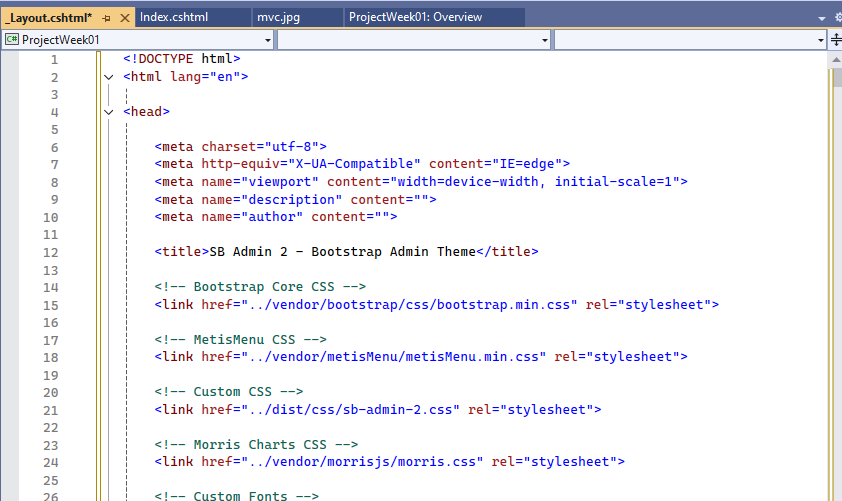 _Layout.cshtml*
Index.cshtml
mvc.jpg
ProjectWeek01: Overview
C# ProjectWeek01
1 <!DOCTYPE html>
2 <html lang="en">
3
4 <head>
5
6 <meta charset="utf-8">
7 <meta http-equiv="X-UA-Compatible" content="IE=edge">
8 <meta name="viewport" content="width=device-width, initial-scale=1">
9 <meta name="description" content="">
10 <meta name="author" content="">
11
12 <title>SB Admin 2 - Bootstrap Admin Theme</title>
13
14 <!-- Bootstrap Core CSS -->
15 <link href="../vendor/bootstrap/css/bootstrap.min.css" rel="stylesheet">
16
17 <!-- MetisMenu CSS -->
18 <link href="../vendor/metisMenu/metisMenu.min.css" rel="stylesheet">
19
20 <!-- Custom CSS -->
21 <link href="../dist/css/sb-admin-2.css" rel="stylesheet">
22
23 <!-- Morris Charts CSS -->
24 <link href="../vendor/morrisjs/morris.css" rel="stylesheet">
25
26 <!-- Custom Fonts -->